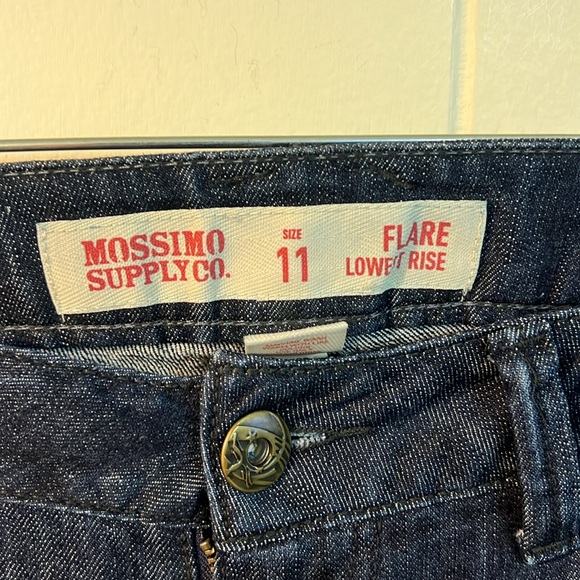 MOSSIMO
SUPPLY CO.
SIZE
11
FLARE
LOWEST RISE